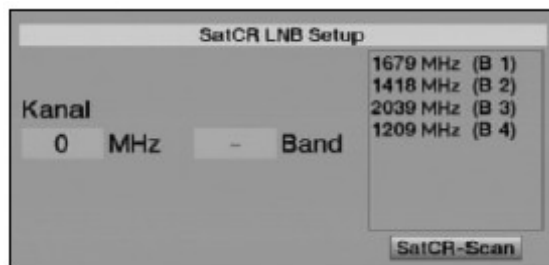 SatCR LNB Setup
Kanal
0 MHz - Band
1679 MHz (B 1)
1418 MHz (B 2)
2039 MHz (B 3)
1209 MHz (B 4)
SatCR-Scan